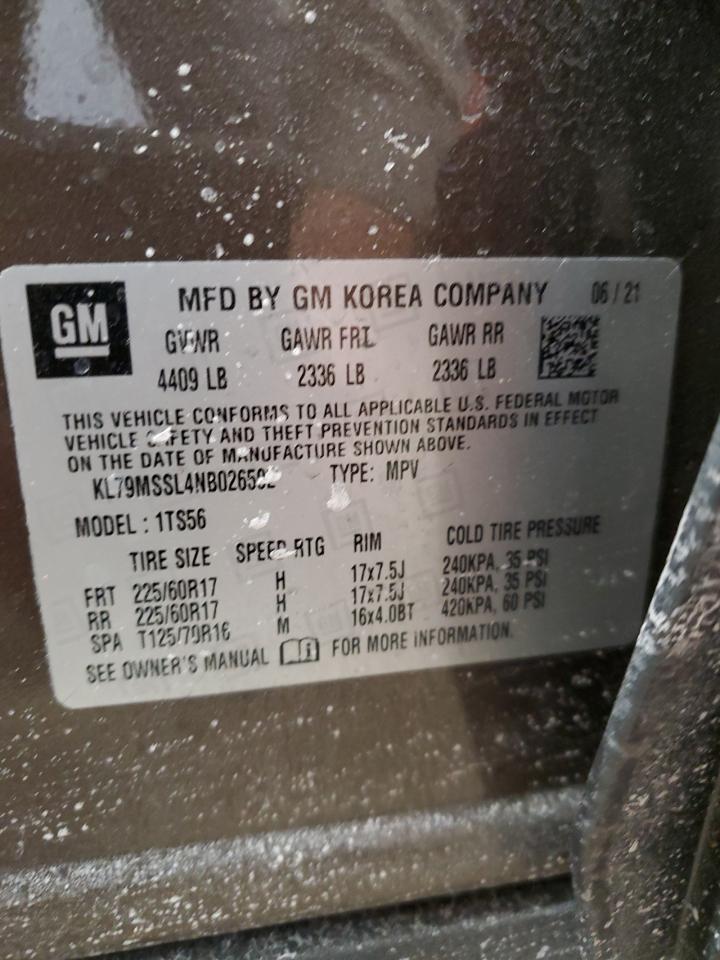 GM
MFD BY GM KOREA COMPANY 06/21
GVWR GAWR FRT GAWR RR
4409 LB 2336 LB 2336 LB
THIS VEHICLE CONFORMS TO ALL APPLICABLE U.S. FEDERAL MOTOR
VEHICLE SAFETY AND THEFT PREVENTION STANDARDS IN EFFECT
ON THE DATE OF MANUFACTURE SHOWN ABOVE.
TYPE: MPV
MODEL : 1TS56
TIRE SIZE SPEED RTG RIM COLD TIRE PRESSURE
FRT 225/60R17 H 17x7.5J 240KPA, 35 PSI
RR 225/60R17 H 17x7.5J 240KPA, 35 PSI
SPA T125/70R16 M 16x4.0BT 420KPA, 60 PSI
SEE OWNER'S MANUAL FOR MORE INFORMATION.